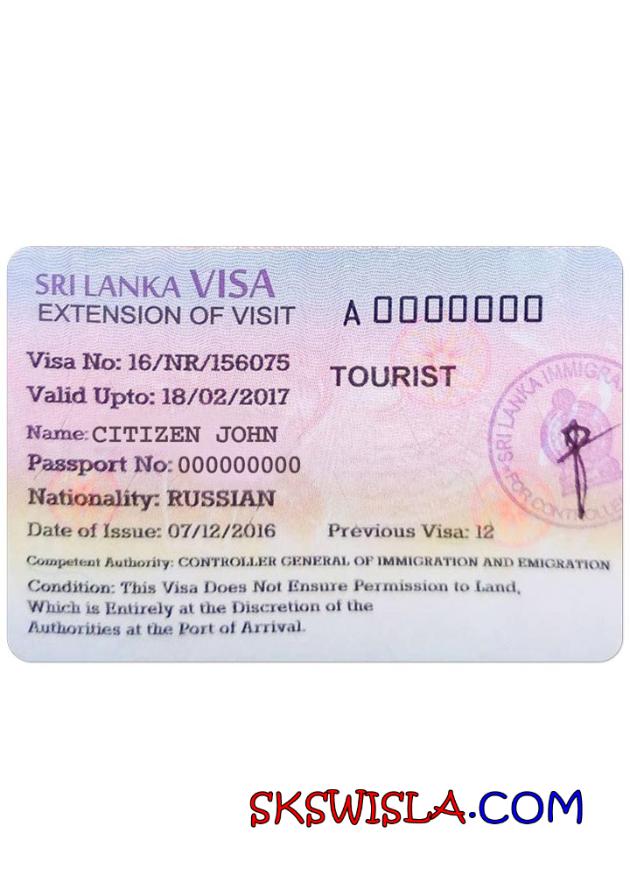 SRI LANKA VISA
EXTENSION OF VISIT
A 0000000
Visa No: 16/NR/156075
TOURIST
Valid Upto: 18/02/2017
Name: CITIZEN JOHN
Passport No: 000000000
Nationality: RUSSIAN
Date of Issue: 07/12/2016
Previous Visa: 12
Competent Authority: CONTROLLER GENERAL OF IMMIGRATION AND EMIGRATION
Condition: This Visa Does Not Ensure Permission to Land,
Which is Entirely at the Discretion of the
Authorities at the Port of Arrival.
SRI LANKA IMMIGRA
FOR CONTROLLE
SKSWISLA.COM